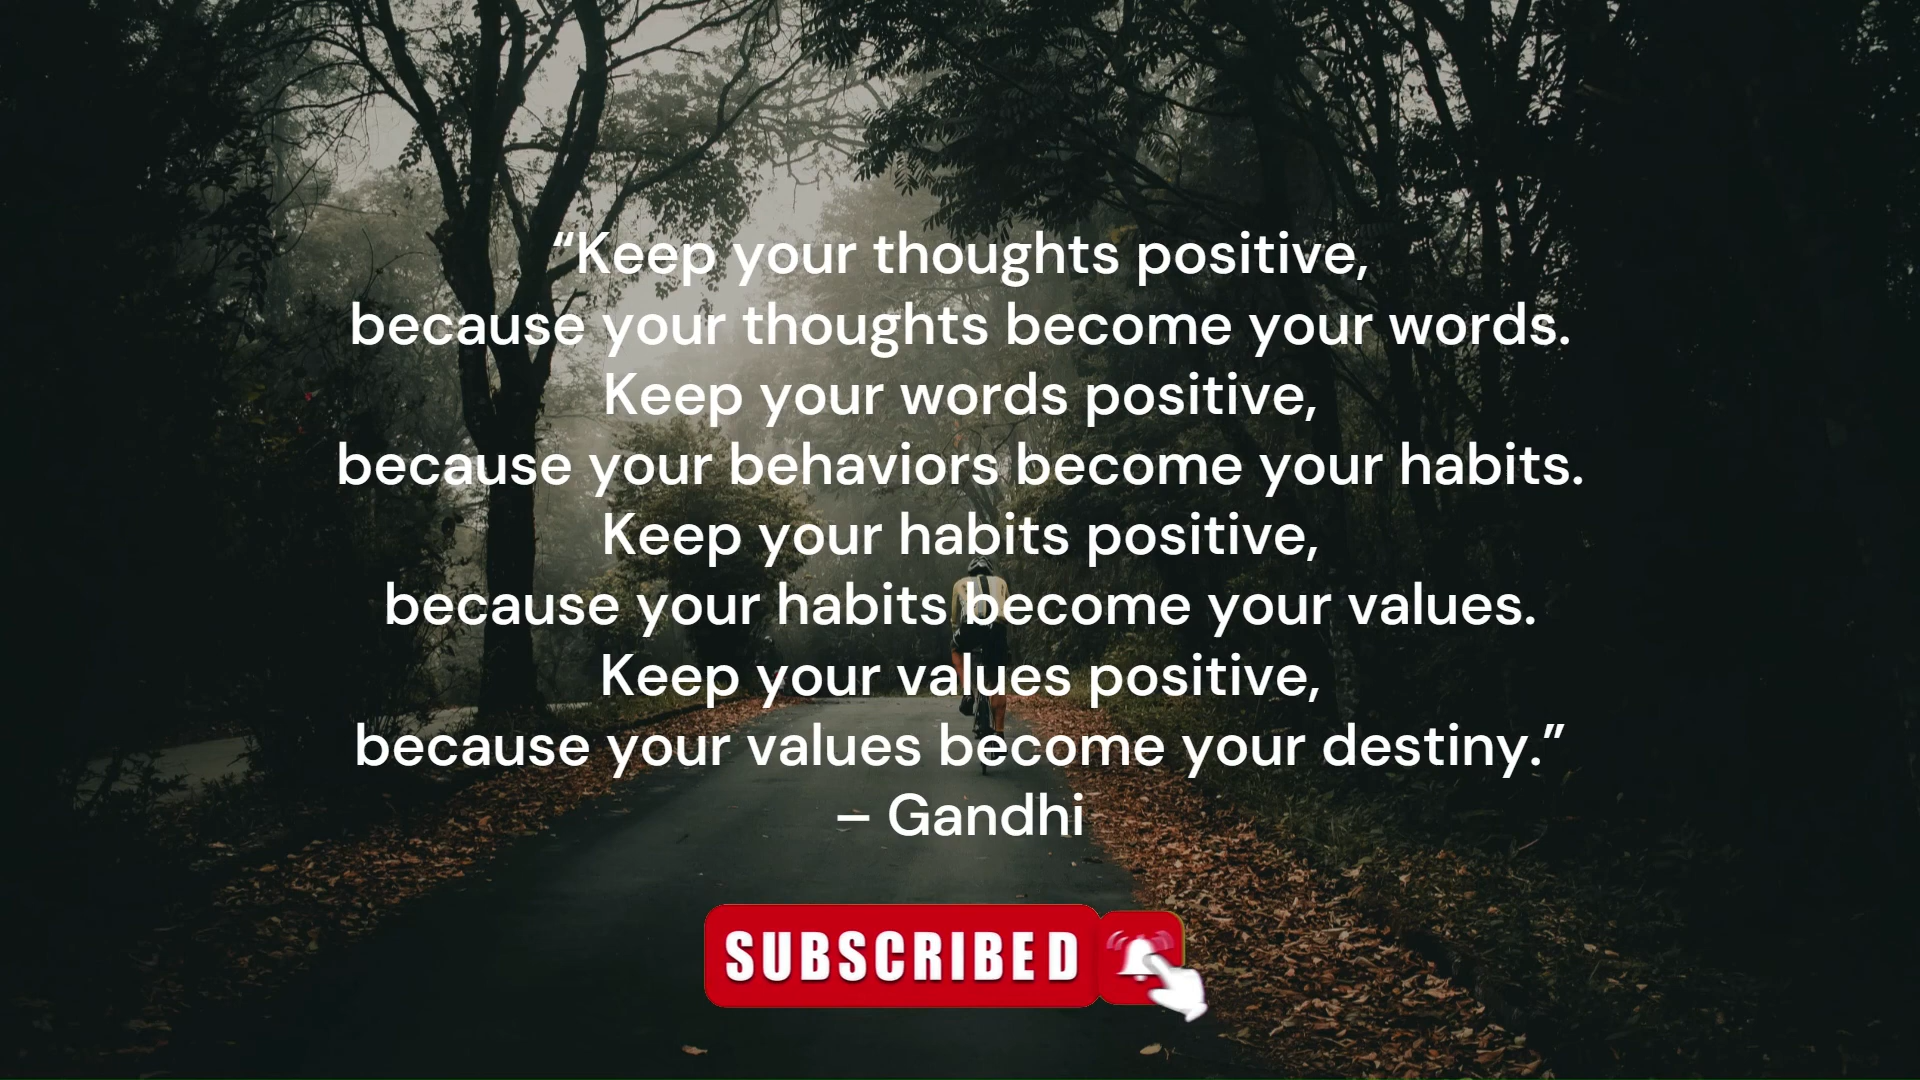 “Keep your thoughts positive,
because your thoughts become your words.
Keep your words positive,
because your behaviors become your habits.
Keep your habits positive,
because your habits become your values.
Keep your values positive,
because your values become your destiny.”
– Gandhi
SUBSCRIBED